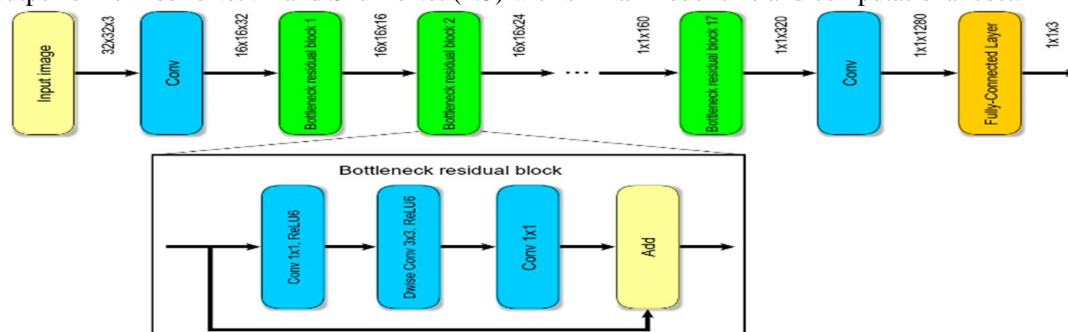 Input image
32x32x3
Conv
16x16x32
Bottleneck residual block 1
16x16x16
Bottleneck residual block 2
16x16x24
...
1x1x160
Bottleneck residual block 17
1x1x320
Conv
1x1x1280
Fully-Connected Layer
1x1x3
Bottleneck residual block
Conv 1x1, ReLU6
Dwise Conv 3x3, ReLU6
Conv 1x1
Add